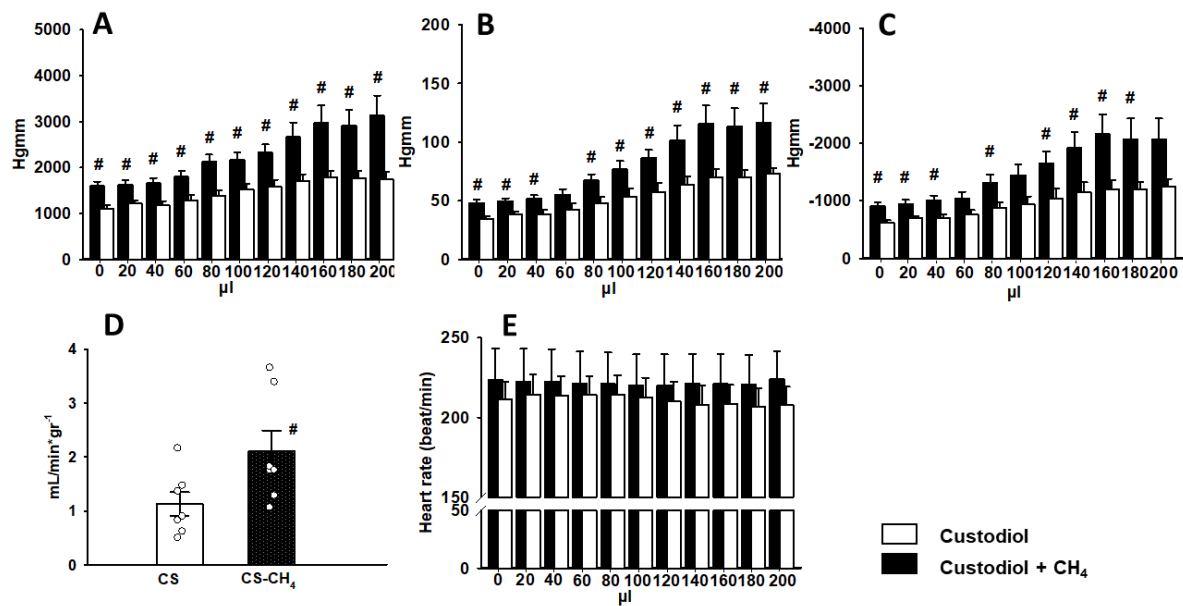 A
5000
4000
3000
2000
1000
0
Hgmm
# # # # # # # # # # #
0 20 40 60 80 100 120 140 160 180 200
µl
B
200
150
100
50
0
Hgmm
# # # # # # # # # #
0 20 40 60 80 100 120 140 160 180 200
µl
C
-4000
-3000
-2000
-1000
0
Hgmm
# # # # # # # #
0 20 40 60 80 100 120 140 160 180 200
µl
D
4
3
2
1
0
mL/min*gr⁻¹
#
CS CS-CH₄
E
250
200
150
50
0
Heart rate (beat/min)
0 20 40 60 80 100 120 140 160 180 200
µl
Custodiol
Custodiol + CH₄